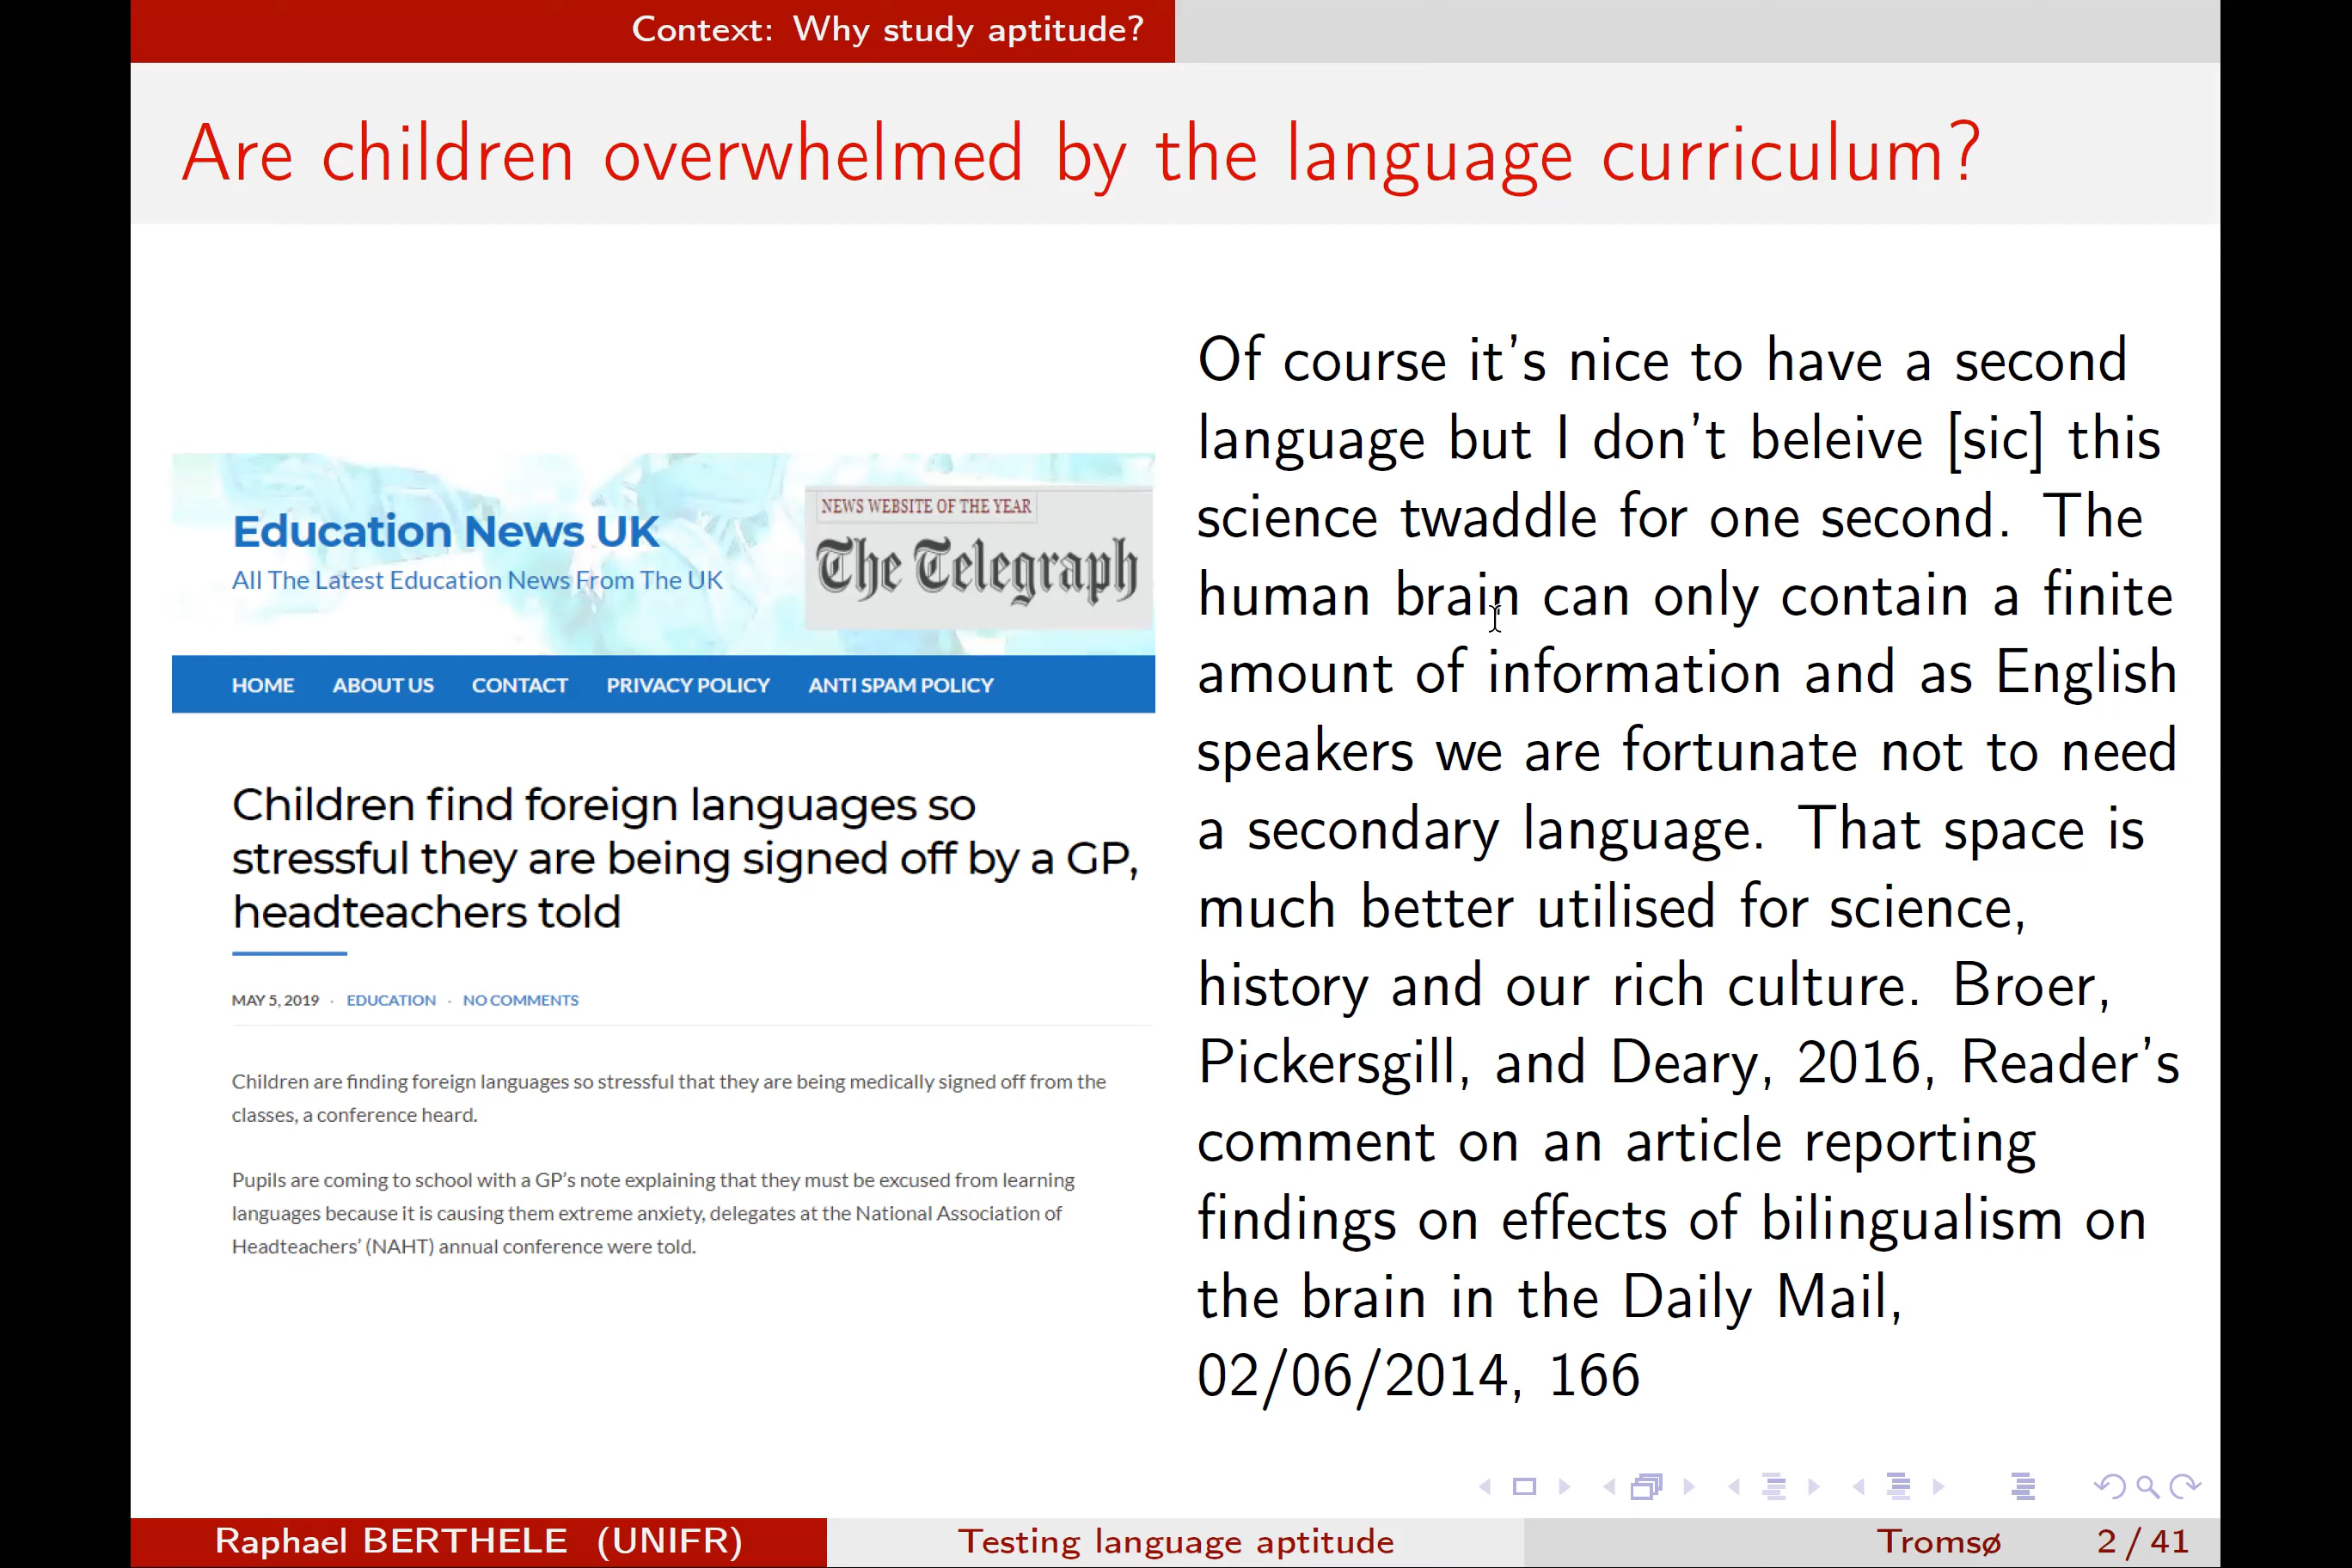 Context: Why study aptitude?
Are children overwhelmed by the language curriculum?
Education News UK
All The Latest Education News From The UK
NEWS WEBSITE OF THE YEAR
The Telegraph
HOME ABOUT US CONTACT PRIVACY POLICY ANTI SPAM POLICY
Children find foreign languages so
stressful they are being signed off by a GP,
headteachers told
MAY 5, 2019 · EDUCATION · NO COMMENTS
Children are finding foreign languages so stressful that they are being medically signed off from the
classes, a conference heard.
Pupils are coming to school with a GP's note explaining that they must be excused from learning
languages because it is causing them extreme anxiety, delegates at the National Association of
Headteachers' (NAHT) annual conference were told.
Of course it's nice to have a second
language but I don't beleive [sic] this
science twaddle for one second. The
human brain can only contain a finite
amount of information and as English
speakers we are fortunate not to need
a secondary language. That space is
much better utilised for science,
history and our rich culture. Broer,
Pickersgill, and Deary, 2016, Reader's
comment on an article reporting
findings on effects of bilingualism on
the brain in the Daily Mail,
02/06/2014, 166
Raphael BERTHELE (UNIFR) Testing language aptitude Tromsø 2 / 41